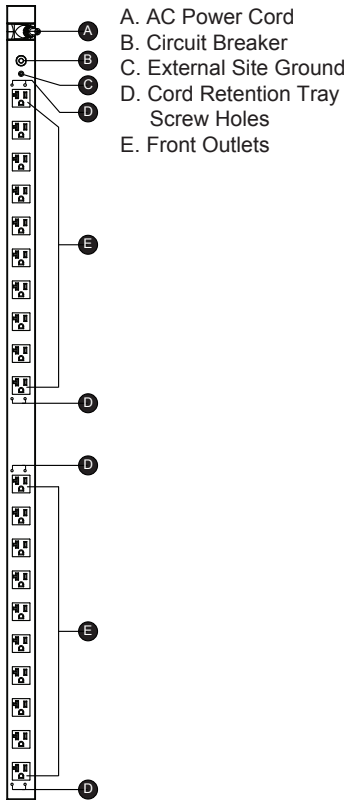 A. AC Power Cord
B. Circuit Breaker
C. External Site Ground
D. Cord Retention Tray
Screw Holes
E. Front Outlets
A
B
C
D
E
D
D
E
D